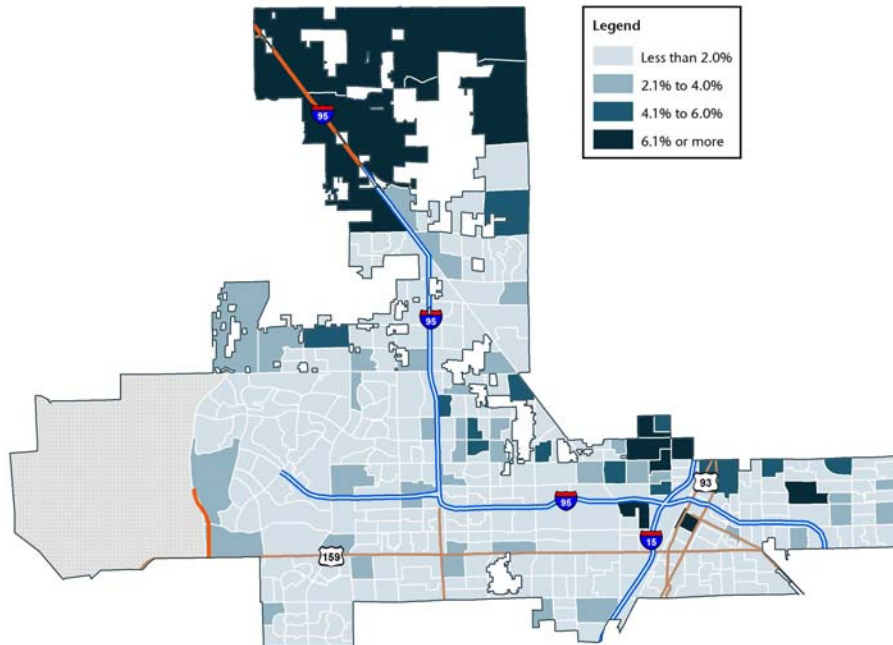 Legend
Less than 2.0%
2.1% to 4.0%
4.1% to 6.0%
6.1% or more
95
95
93
95
15
159